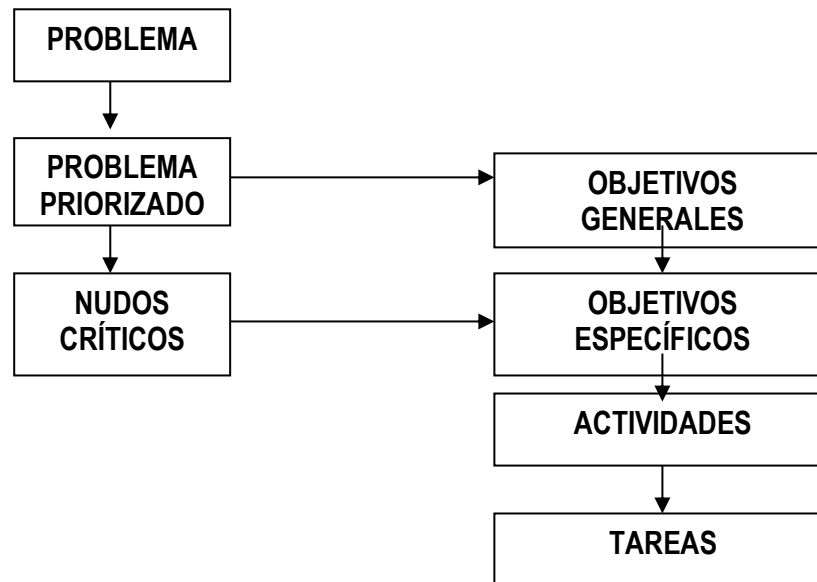 PROBLEMA
PROBLEMA
PRIORIZADO
OBJETIVOS
GENERALES
NUDOS
CRÍTICOS
OBJETIVOS
ESPECÍFICOS
ACTIVIDADES
TAREAS